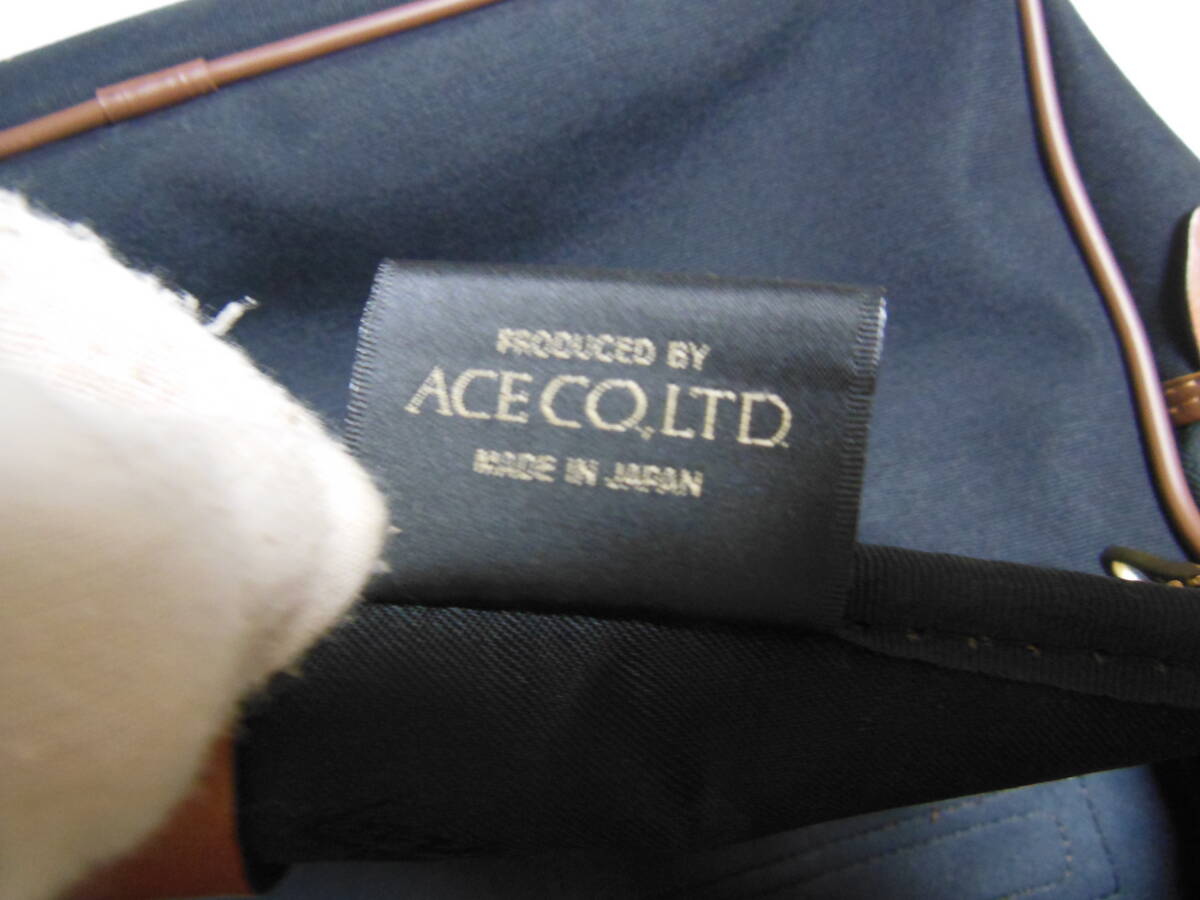 PRODUCED BY
ACE CO., LTD.
MADE IN JAPAN